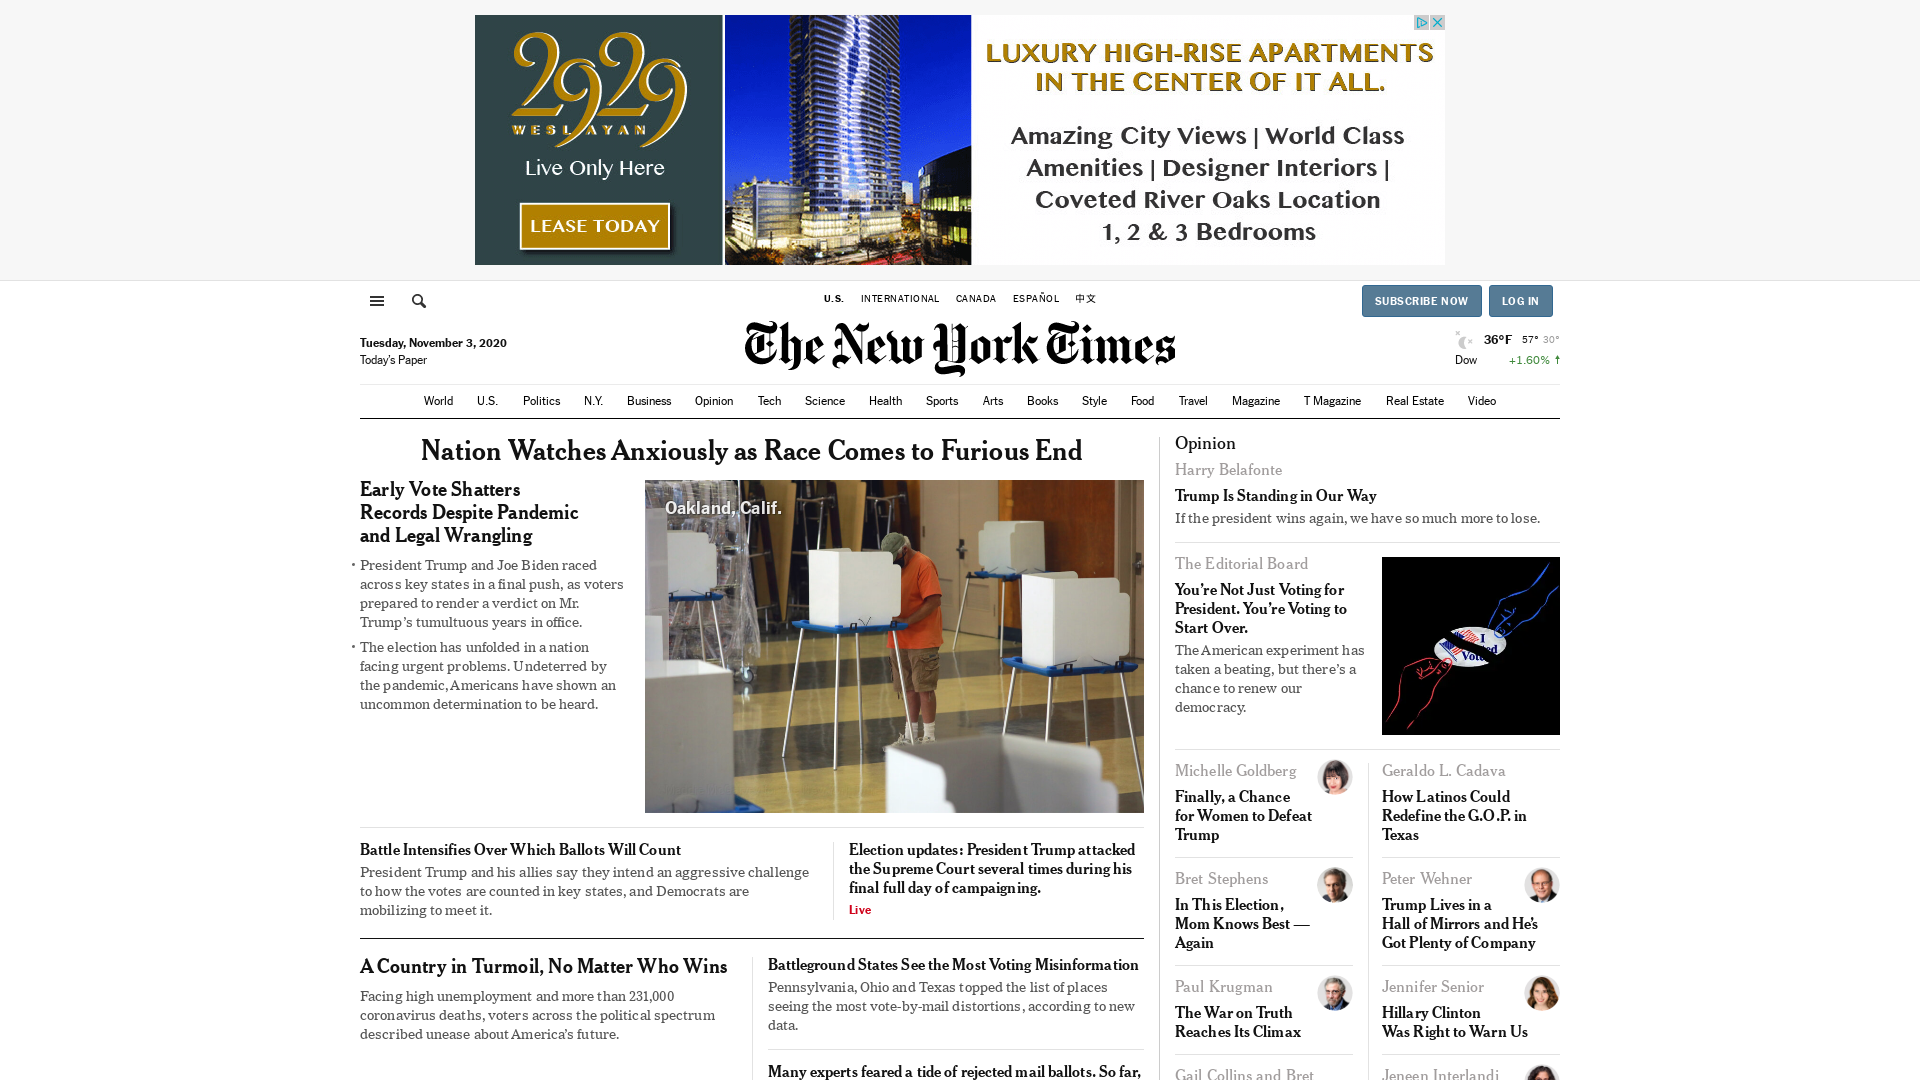 2929
WESLAYAN
Live Only Here
LEASE TODAY
LUXURY HIGH-RISE APARTMENTS
IN THE CENTER OF IT ALL.
Amazing City Views | World Class
Amenities | Designer Interiors |
Coveted River Oaks Location
1, 2 & 3 Bedrooms
U.S. INTERNATIONAL CANADA ESPAÑOL 中文
SUBSCRIBE NOW LOG IN
Tuesday, November 3, 2020
Today's Paper
The New York Times
36°F 57° 30°
Dow +1.60% ↑
World U.S. Politics N.Y. Business Opinion Tech Science Health Sports Arts Books Style Food Travel Magazine T Magazine Real Estate Video
Nation Watches Anxiously as Race Comes to Furious End
Early Vote Shatters
Records Despite Pandemic
and Legal Wrangling
• President Trump and Joe Biden raced
across key states in a final push, as voters
prepared to render a verdict on Mr.
Trump's tumultuous years in office.
• The election has unfolded in a nation
facing urgent problems. Undeterred by
the pandemic, Americans have shown an
uncommon determination to be heard.
Oakland, Calif.
Battle Intensifies Over Which Ballots Will Count
President Trump and his allies say they intend an aggressive challenge
to how the votes are counted in key states, and Democrats are
mobilizing to meet it.
Election updates: President Trump attacked
the Supreme Court several times during his
final full day of campaigning.
Live
A Country in Turmoil, No Matter Who Wins
Facing high unemployment and more than 231,000
coronavirus deaths, voters across the political spectrum
described unease about America's future.
Battleground States See the Most Voting Misinformation
Pennsylvania, Ohio and Texas topped the list of places
seeing the most vote-by-mail distortions, according to new
data.
Many experts feared a tide of rejected mail ballots. So far,
Opinion
Harry Belafonte
Trump Is Standing in Our Way
If the president wins again, we have so much more to lose.
The Editorial Board
You're Not Just Voting for
President. You're Voting to
Start Over.
The American experiment has
taken a beating, but there's a
chance to renew our
democracy.
Michelle Goldberg
Finally, a Chance
for Women to Defeat
Trump
Geraldo L. Cadava
How Latinos Could
Redefine the G.O.P. in
Texas
Bret Stephens
In This Election,
Mom Knows Best —
Again
Peter Wehner
Trump Lives in a
Hall of Mirrors and He's
Got Plenty of Company
Paul Krugman
The War on Truth
Reaches Its Climax
Jennifer Senior
Hillary Clinton
Was Right to Warn Us
Gail Collins and Bret
Jeneen Interlandi